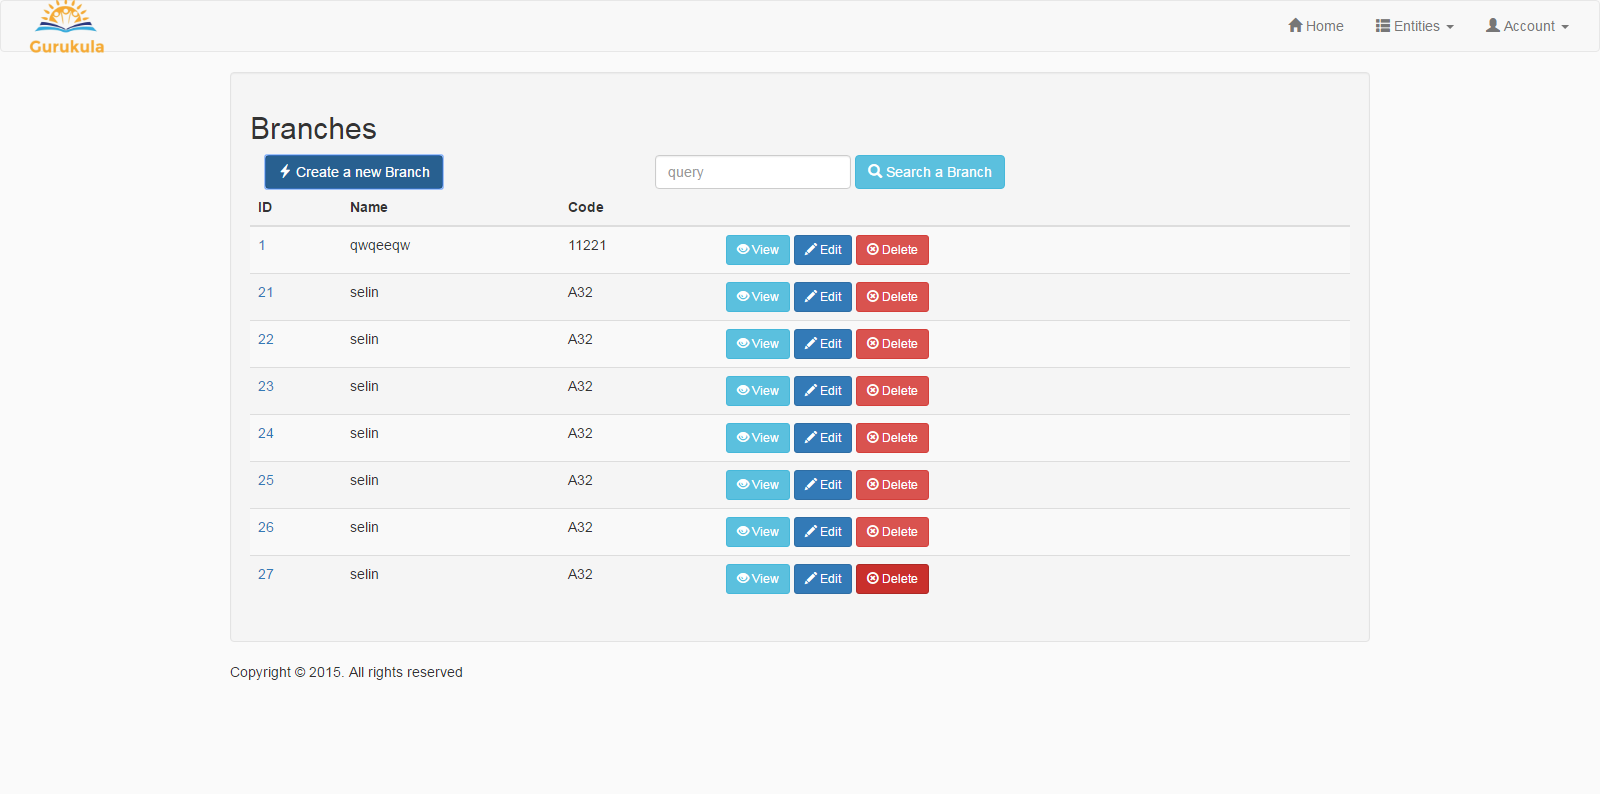 Gurukula
Home Entities Account
Branches
Create a new Branch query Search a Branch
ID Name Code
1 qwqeeqw 11221 View Edit Delete
21 selin A32 View Edit Delete
22 selin A32 View Edit Delete
23 selin A32 View Edit Delete
24 selin A32 View Edit Delete
25 selin A32 View Edit Delete
26 selin A32 View Edit Delete
27 selin A32 View Edit Delete
Copyright © 2015. All rights reserved